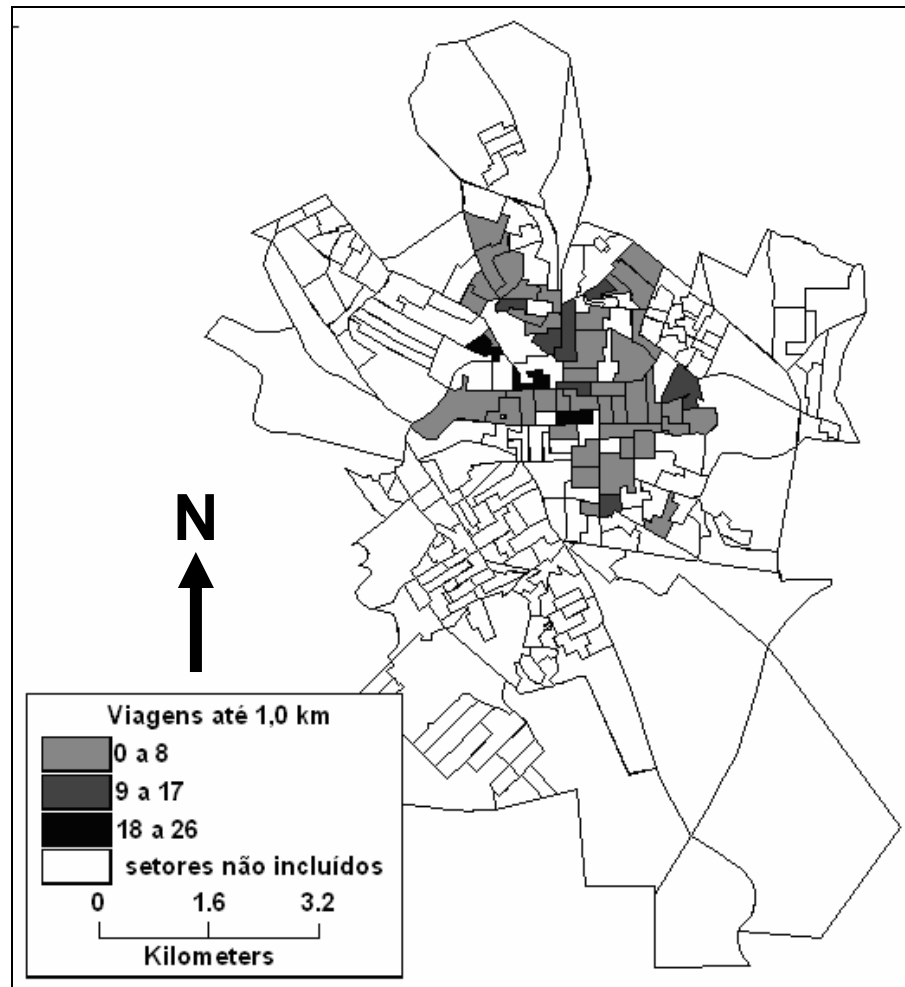 N
Viagens até 1,0 km
0 a 8
9 a 17
18 a 26
setores não incluídos
0 1.6 3.2
Kilometers